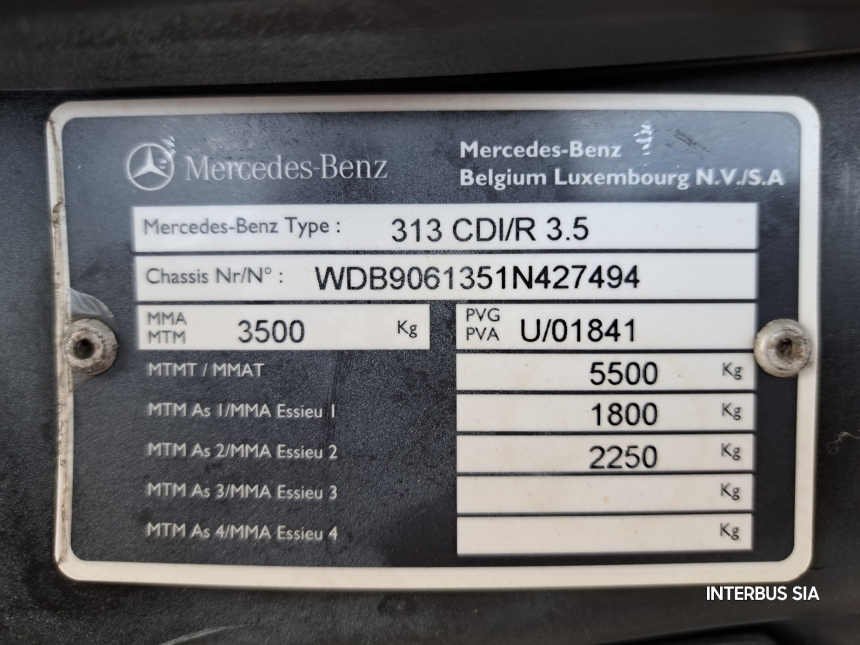 Mercedes-Benz
Mercedes-Benz
Belgium Luxembourg N.V./S.A
Mercedes-Benz Type : 313 CDI/R 3.5
Chassis Nr/N° : WDB9061351N427494
MMA
MTM 3500 Kg
PVG
PVA U/01841
MTMT / MMAT 5500 Kg
MTM As 1/MMA Essieu 1 1800 Kg
MTM As 2/MMA Essieu 2 2250 Kg
MTM As 3/MMA Essieu 3 Kg
MTM As 4/MMA Essieu 4 Kg
INTERBUS SIA